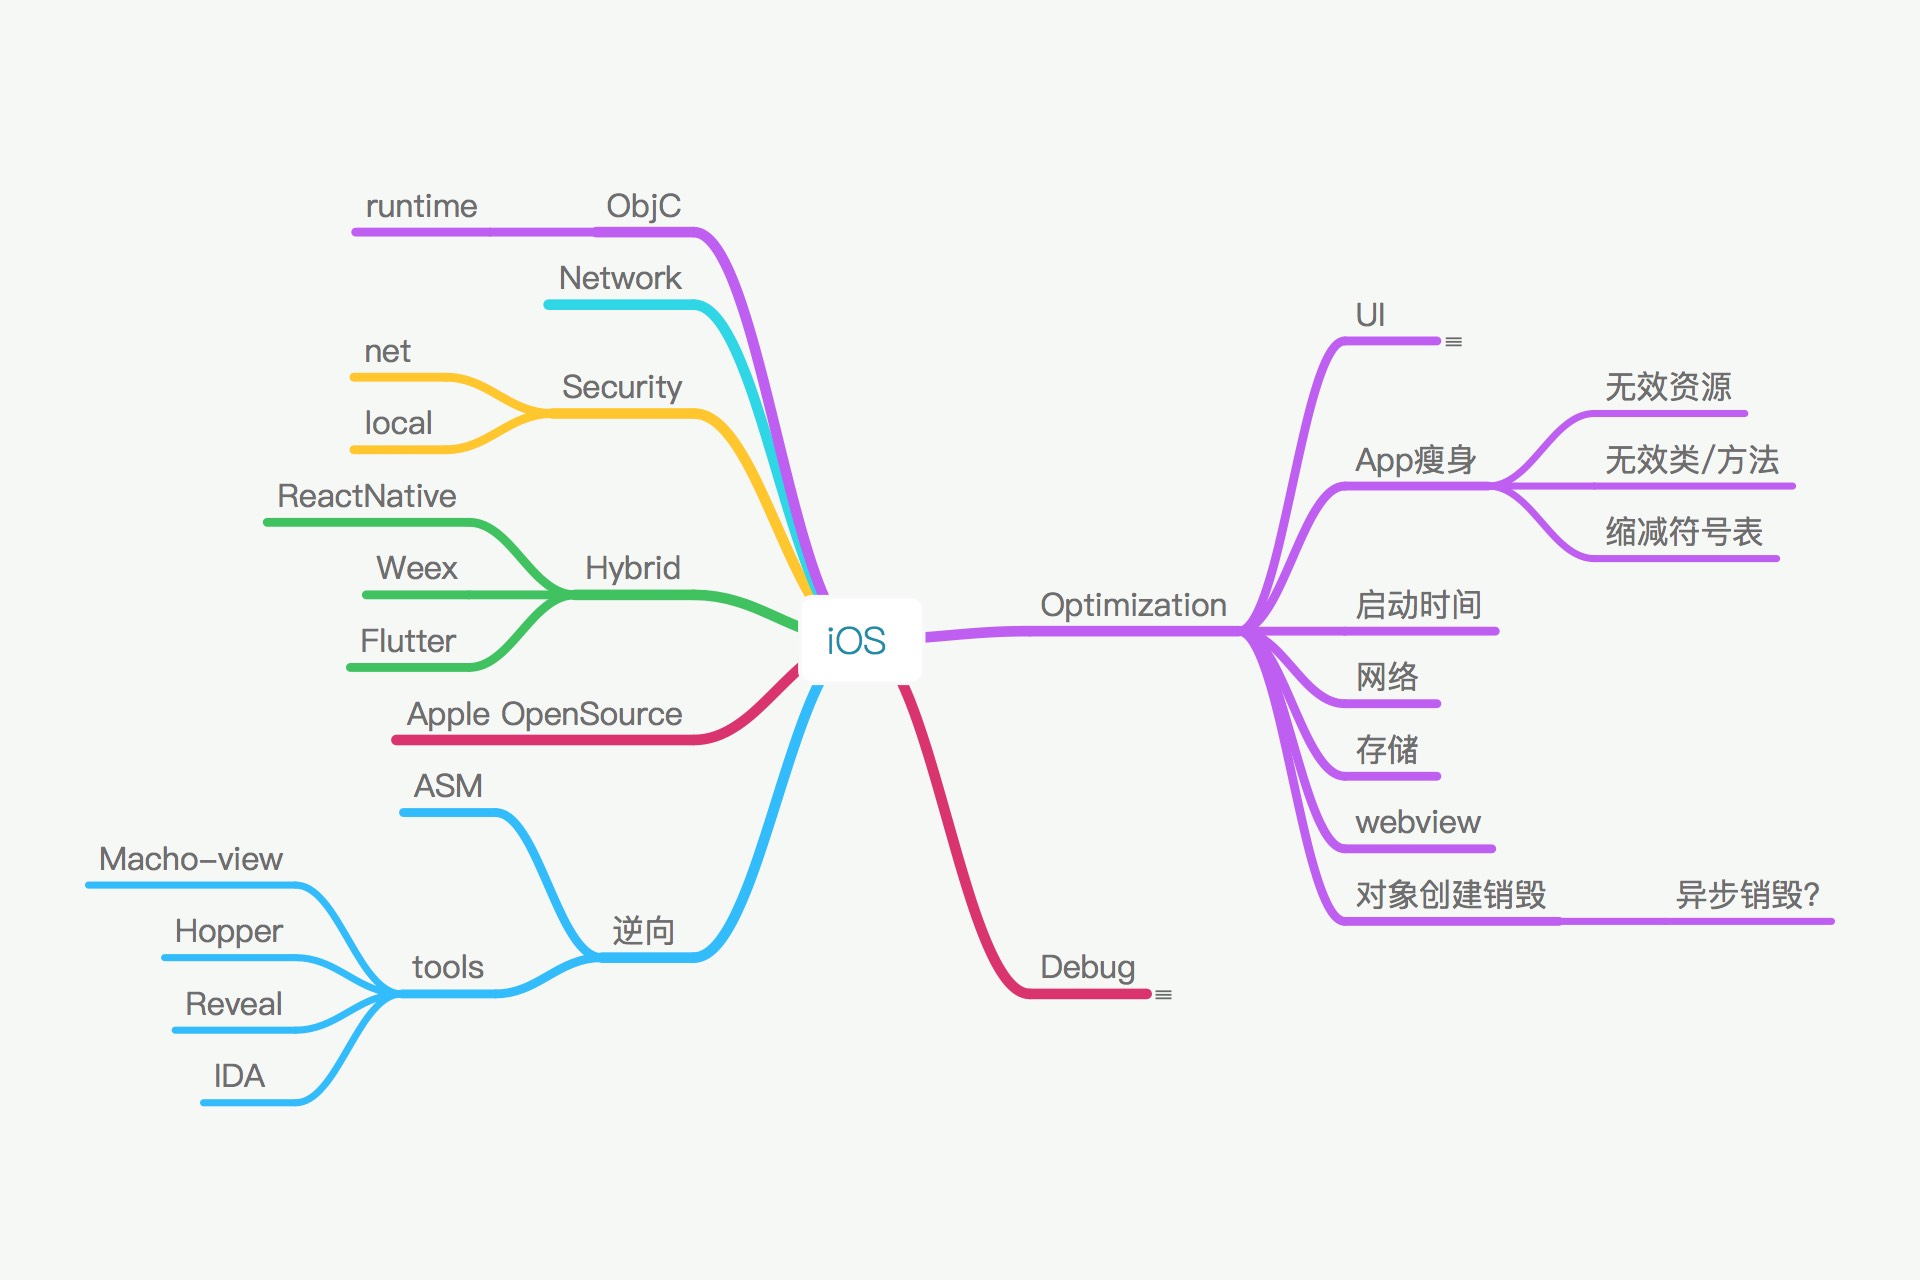 iOS
ObjC
runtime
Network
Security
net
local
Hybrid
ReactNative
Weex
Flutter
Apple OpenSource
逆向
ASM
tools
Macho-view
Hopper
Reveal
IDA
Optimization
UI
App瘦身
无效资源
无效类/方法
缩减符号表
启动时间
网络
存储
webview
对象创建销毁
异步销毁?
Debug